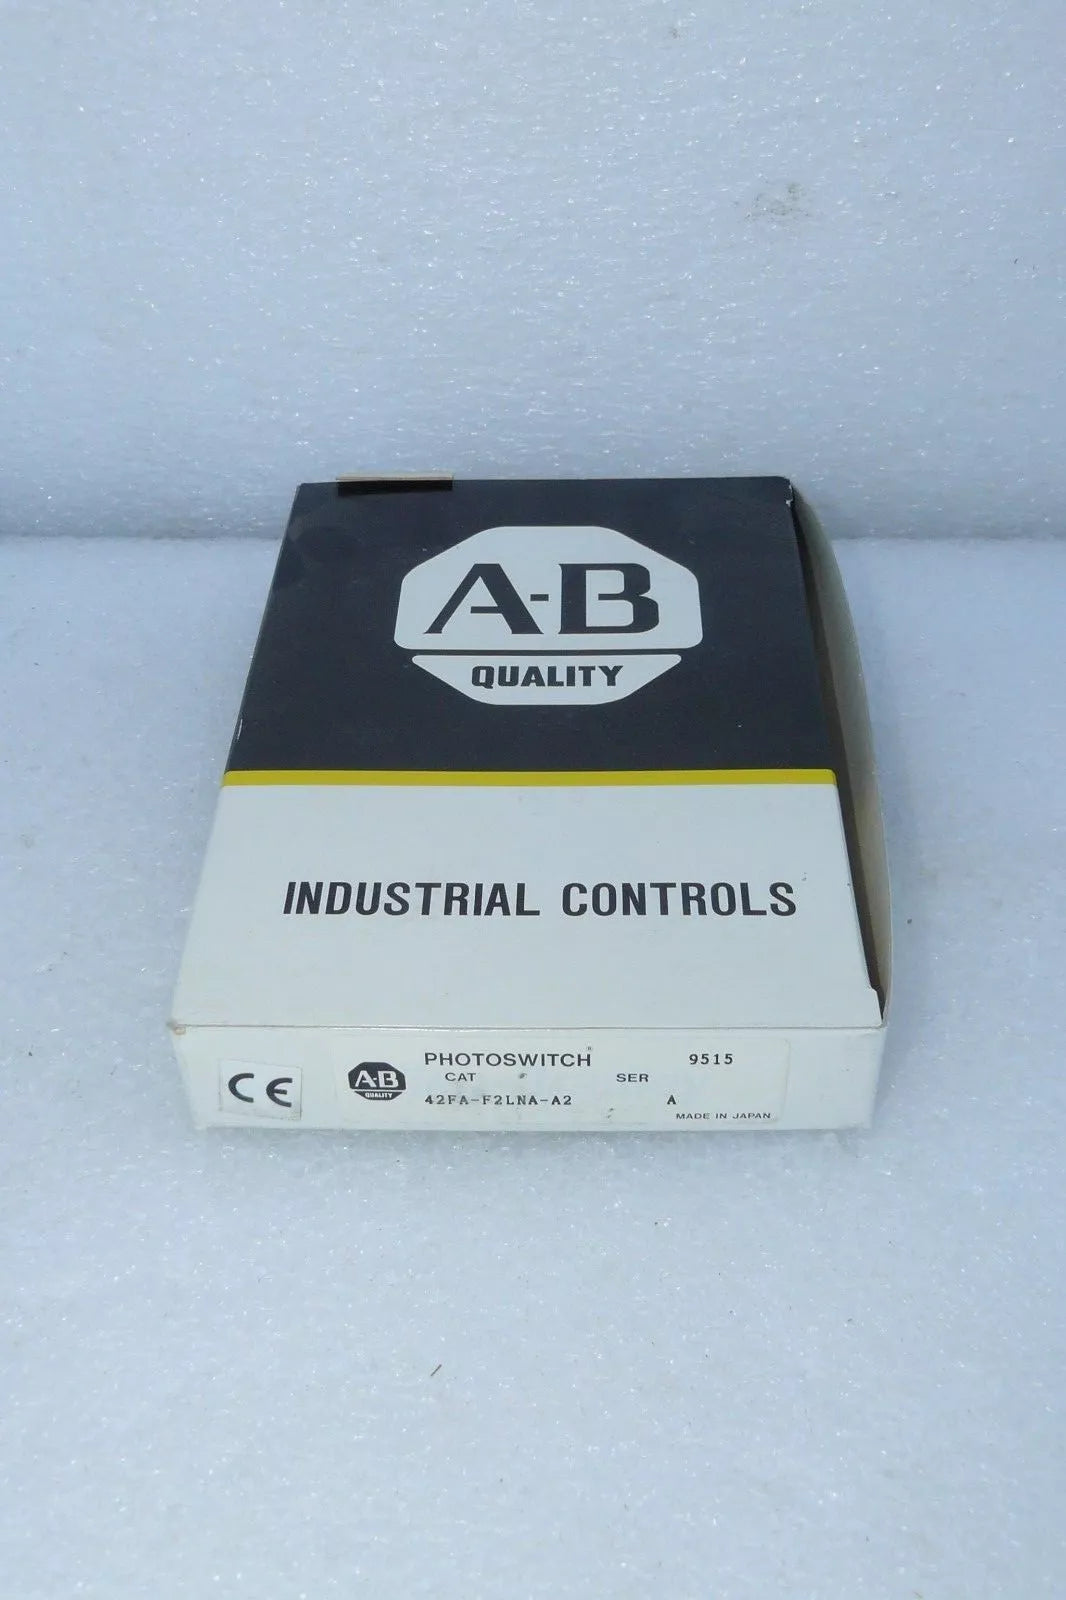 A-B
QUALITY
INDUSTRIAL CONTROLS
CE
A-B
QUALITY
PHOTOSWITCH® 9515
CAT SER
42FA-F2LNA-A2 A
MADE IN JAPAN